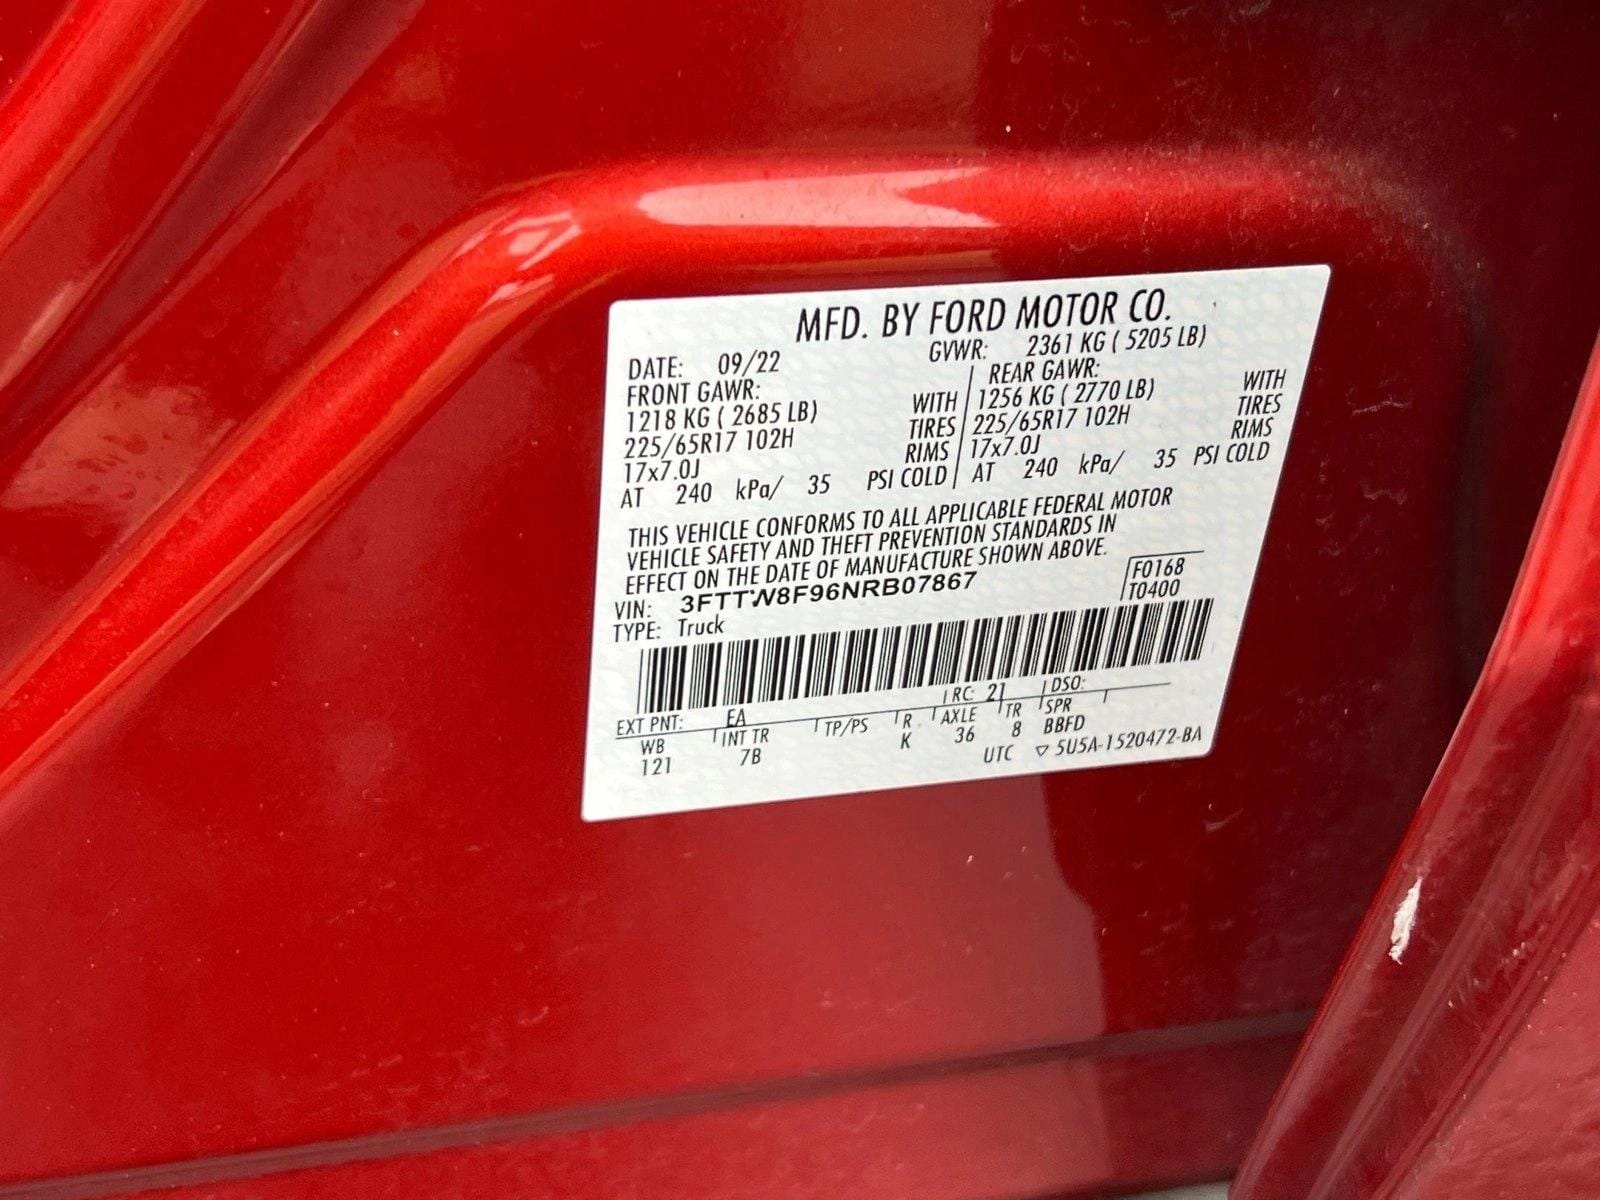 MFD. BY FORD MOTOR CO.
DATE: 09/22 GVWR: 2361 KG ( 5205 LB)
FRONT GAWR: REAR GAWR:
1218 KG ( 2685 LB) WITH 1256 KG ( 2770 LB) WITH
225/65R17 102H TIRES 225/65R17 102H TIRES
17x7.0J RIMS 17x7.0J RIMS
AT 240 kPa/ 35 PSI COLD AT 240 kPa/ 35 PSI COLD
THIS VEHICLE CONFORMS TO ALL APPLICABLE FEDERAL MOTOR
VEHICLE SAFETY AND THEFT PREVENTION STANDARDS IN
EFFECT ON THE DATE OF MANUFACTURE SHOWN ABOVE.
VIN: 3FTTW8F96NRB07867 F0168
TYPE: Truck T0400
EXT PNT: EA RC: 21 DSO:
WB INT TR TP/PS R AXLE TR SPR
121 7B K 36 8 BBFD
UTC ▽ 5U5A-1520472-BA